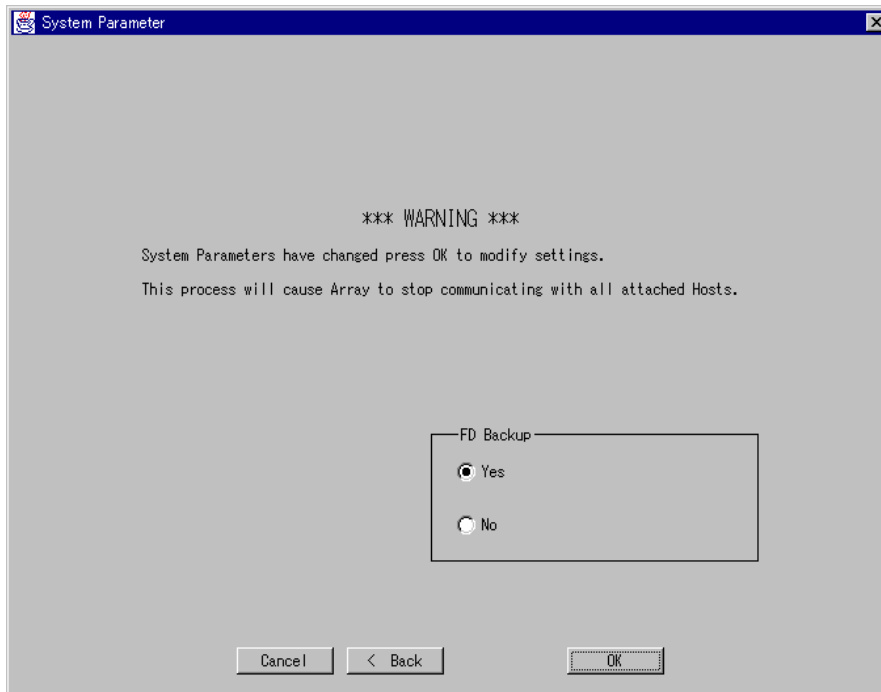 System Parameter
*** WARNING ***
System Parameters have changed press OK to modify settings.
This process will cause Array to stop communicating with all attached Hosts.
FD Backup
Yes
No
Cancel
< Back
OK